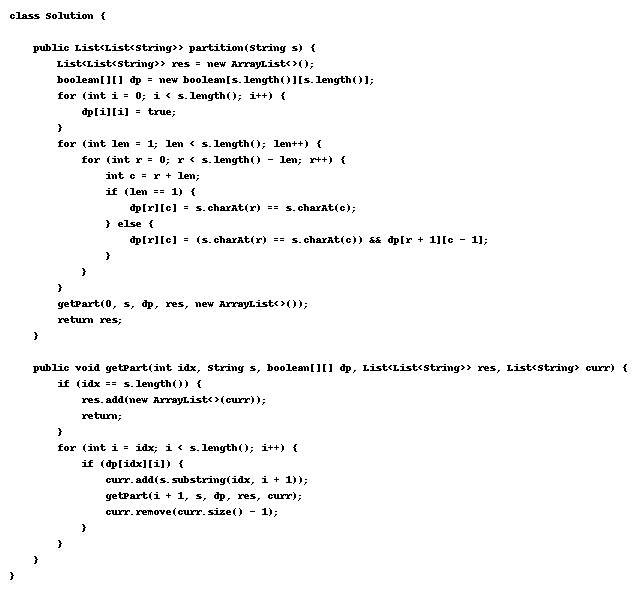 class Solution {
public List<List<String>> partition(String s) {
List<List<String>> res = new ArrayList<>();
boolean[][] dp = new boolean[s.length()][s.length()];
for (int i = 0; i < s.length(); i++) {
dp[i][i] = true;
}
for (int len = 1; len < s.length(); len++) {
for (int r = 0; r < s.length() - len; r++) {
int c = r + len;
if (len == 1) {
dp[r][c] = s.charAt(r) == s.charAt(c);
} else {
dp[r][c] = (s.charAt(r) == s.charAt(c)) && dp[r + 1][c - 1];
}
}
}
getPart(0, s, dp, res, new ArrayList<>());
return res;
}
public void getPart(int idx, String s, boolean[][] dp, List<List<String>> res, List<String> curr) {
if (idx == s.length()) {
res.add(new ArrayList<>(curr));
return;
}
for (int i = idx; i < s.length(); i++) {
if (dp[idx][i]) {
curr.add(s.substring(idx, i + 1));
getPart(i + 1, s, dp, res, curr);
curr.remove(curr.size() - 1);
}
}
}
}